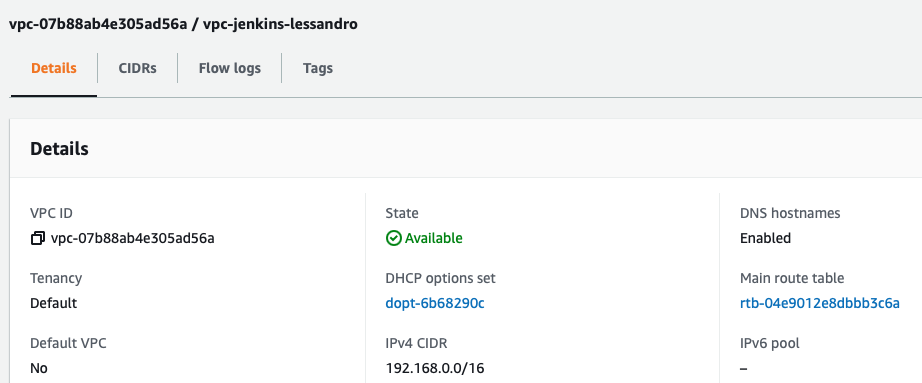 vpc-07b88ab4e305ad56a / vpc-jenkins-lessandro
Details CIDRs Flow logs Tags
Details
VPC ID State DNS hostnames
vpc-07b88ab4e305ad56a Available Enabled
Tenancy DHCP options set Main route table
Default dopt-6b68290c rtb-04e9012e8dbbb3c6a
Default VPC IPv4 CIDR IPv6 pool
No 192.168.0.0/16 –